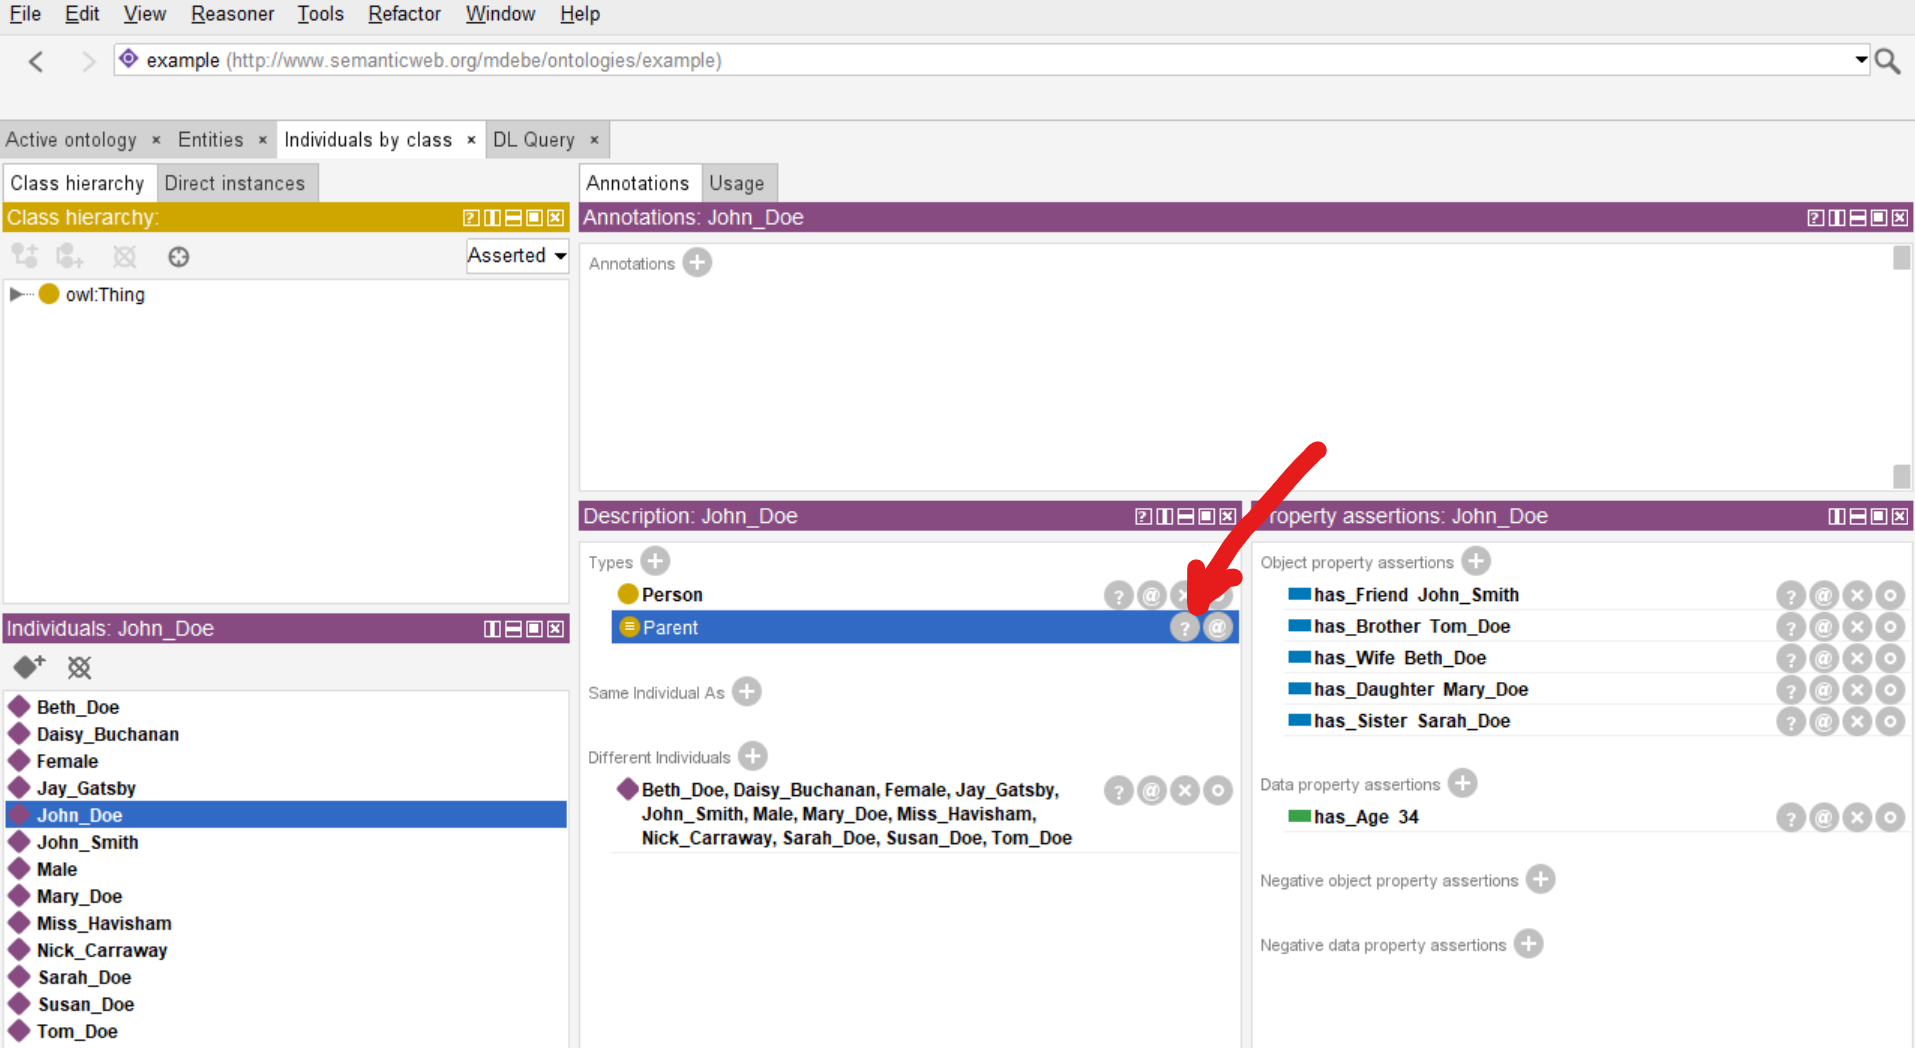 File Edit View Reasoner Tools Refactor Window Help
example (http://www.semanticweb.org/mdebe/ontologies/example)
Active ontology × Entities × Individuals by class × DL Query ×
Class hierarchy Direct instances
Class hierarchy:
Asserted
owl:Thing
Individuals: John_Doe
Beth_Doe
Daisy_Buchanan
Female
Jay_Gatsby
John_Doe
John_Smith
Male
Mary_Doe
Miss_Havisham
Nick_Carraway
Sarah_Doe
Susan_Doe
Tom_Doe
Annotations Usage
Annotations: John_Doe
Annotations
Description: John_Doe
Types
Person
Parent
Same Individual As
Different Individuals
Beth_Doe, Daisy_Buchanan, Female, Jay_Gatsby,
John_Smith, Male, Mary_Doe, Miss_Havisham,
Nick_Carraway, Sarah_Doe, Susan_Doe, Tom_Doe
roperty assertions: John_Doe
Object property assertions
has_Friend John_Smith
has_Brother Tom_Doe
has_Wife Beth_Doe
has_Daughter Mary_Doe
has_Sister Sarah_Doe
Data property assertions
has_Age 34
Negative object property assertions
Negative data property assertions